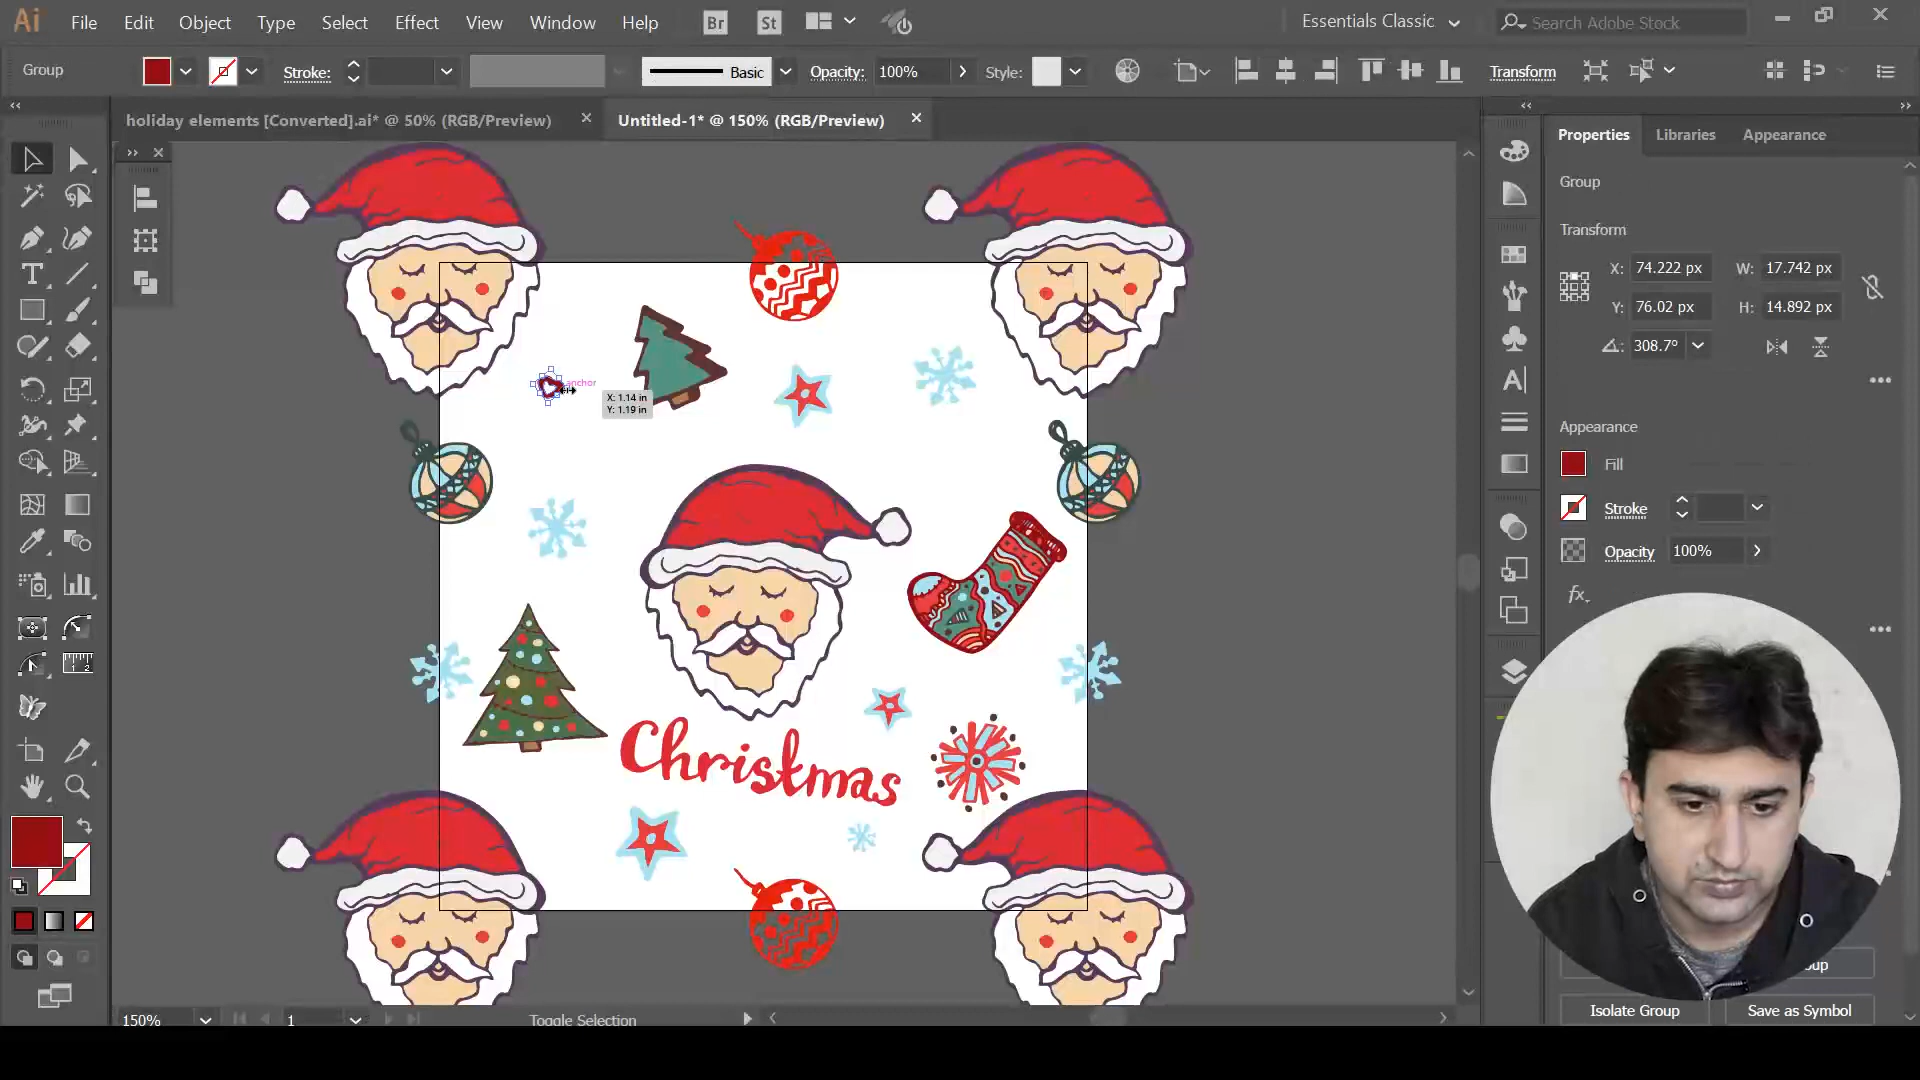 Ai File Edit Object Type Select Effect View Window Help Br St Essentials Classic Search Adobe Stock
Group Stroke: Basic Opacity: 100% Style: Transform
holiday elements [Converted].ai* @ 50% (RGB/Preview) Untitled-1* @ 150% (RGB/Preview)
Properties Libraries Appearance
Group
Transform
X: 74.222 px W: 17.742 px
Y: 76.02 px H: 14.892 px
308.7°
anchor
X: 1.14 in
Y: 1.19 in
Appearance
Fill
Stroke
Opacity 100%
fx.
Christmas
Isolate Group Save as Symbol
150% 1 Toggle Selection